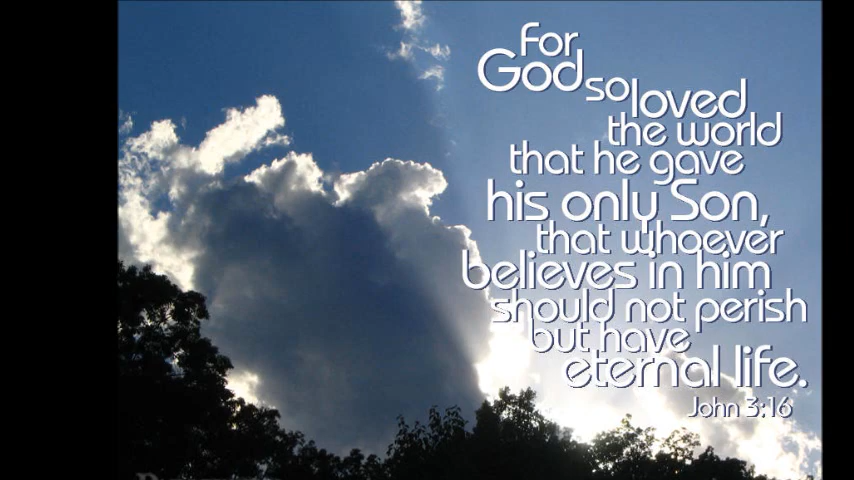 For
God so loved
the world
that he gave
his only Son,
that whoever
believes in him
should not perish
but have
eternal life.
John 3:16